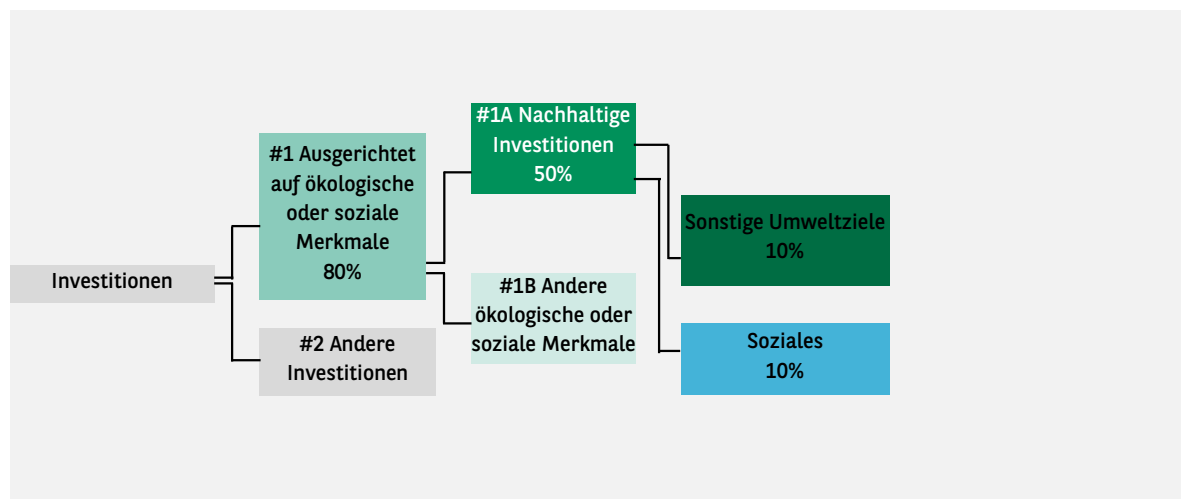 Investitionen
#1 Ausgerichtet
auf ökologische
oder soziale
Merkmale
80%
#2 Andere
Investitionen
#1A Nachhaltige
Investitionen
50%
#1B Andere
ökologische oder
soziale Merkmale
Sonstige Umweltziele
10%
Soziales
10%